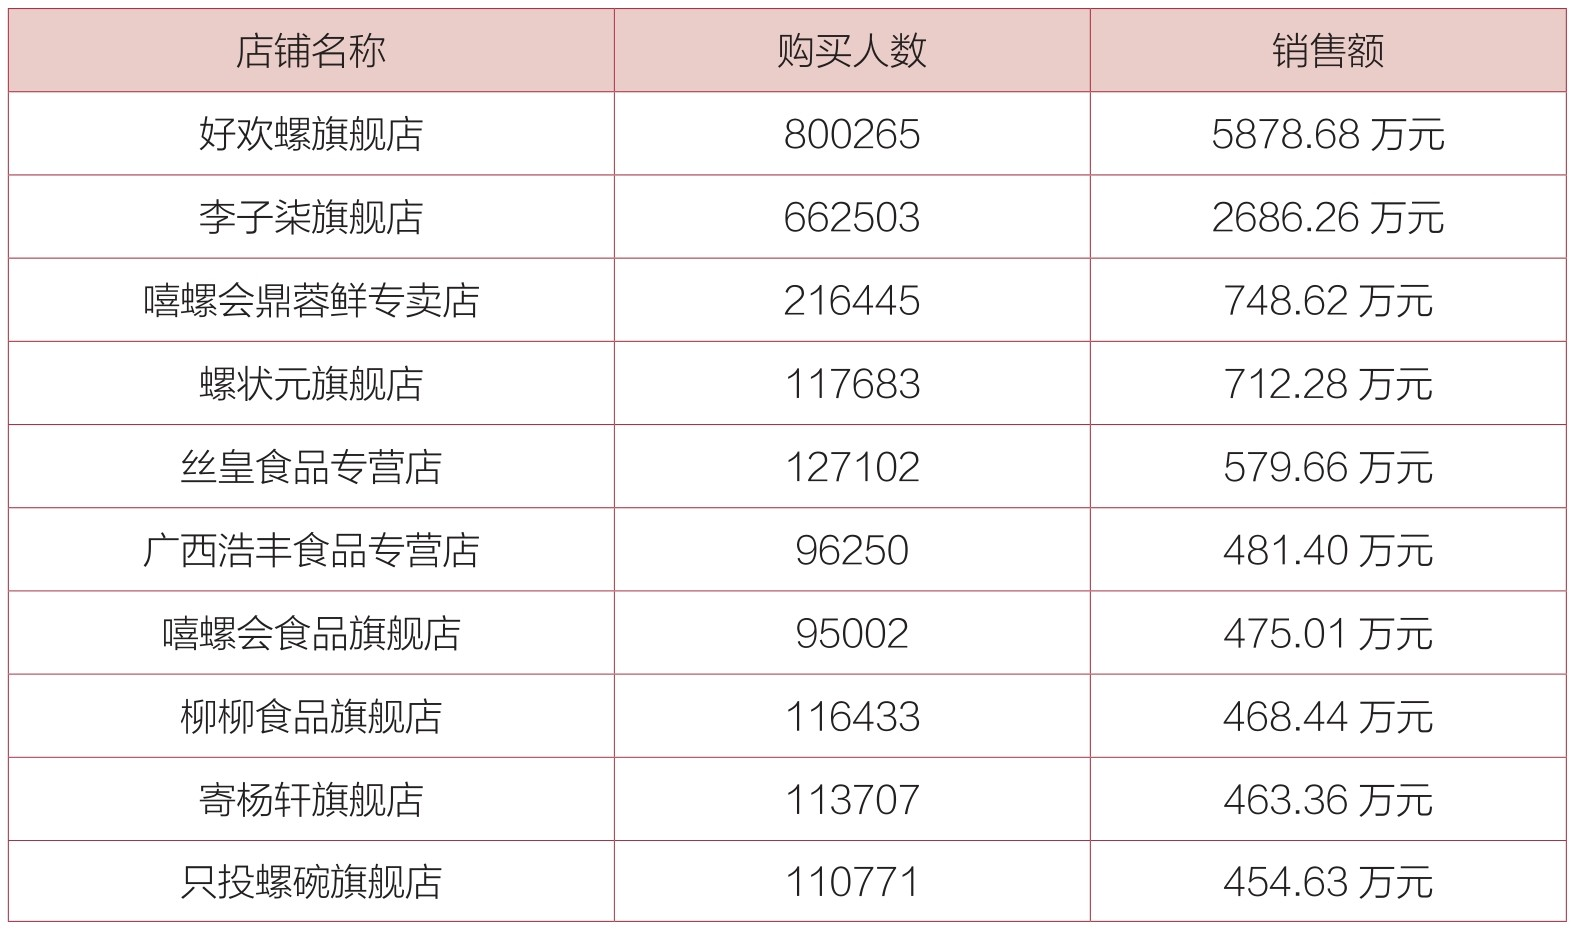 店铺名称 购买人数 销售额
好欢螺旗舰店 800265 5878.68 万元
李子柒旗舰店 662503 2686.26 万元
嘻螺会鼎蓉鲜专卖店 216445 748.62 万元
螺状元旗舰店 117683 712.28 万元
丝皇食品专营店 127102 579.66 万元
广西浩丰食品专营店 96250 481.40 万元
嘻螺会食品旗舰店 95002 475.01 万元
柳柳食品旗舰店 116433 468.44 万元
寄杨轩旗舰店 113707 463.36 万元
只投螺碗旗舰店 110771 454.63 万元